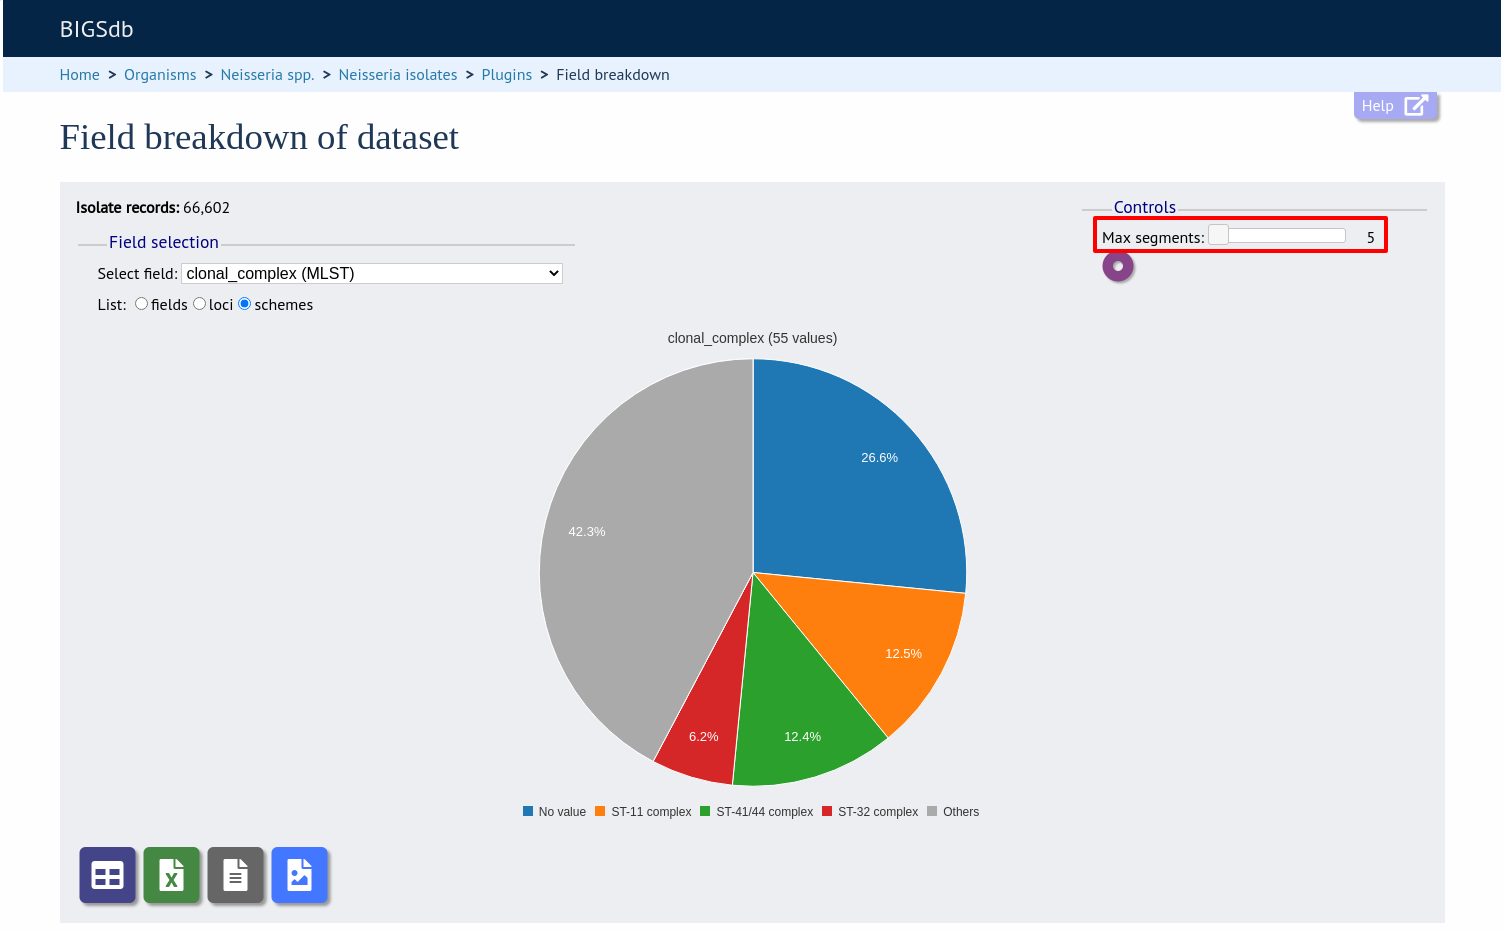 BIGSdb
Home > Organisms > Neisseria spp. > Neisseria isolates > Plugins > Field breakdown
Help
Field breakdown of dataset
Isolate records: 66,602
Controls
Max segments: 5
Field selection
Select field: clonal_complex (MLST)
List: fields loci schemes
clonal_complex (55 values)
26.6%
42.3%
12.5%
6.2%
12.4%
No value ST-11 complex ST-41/44 complex ST-32 complex Others
X